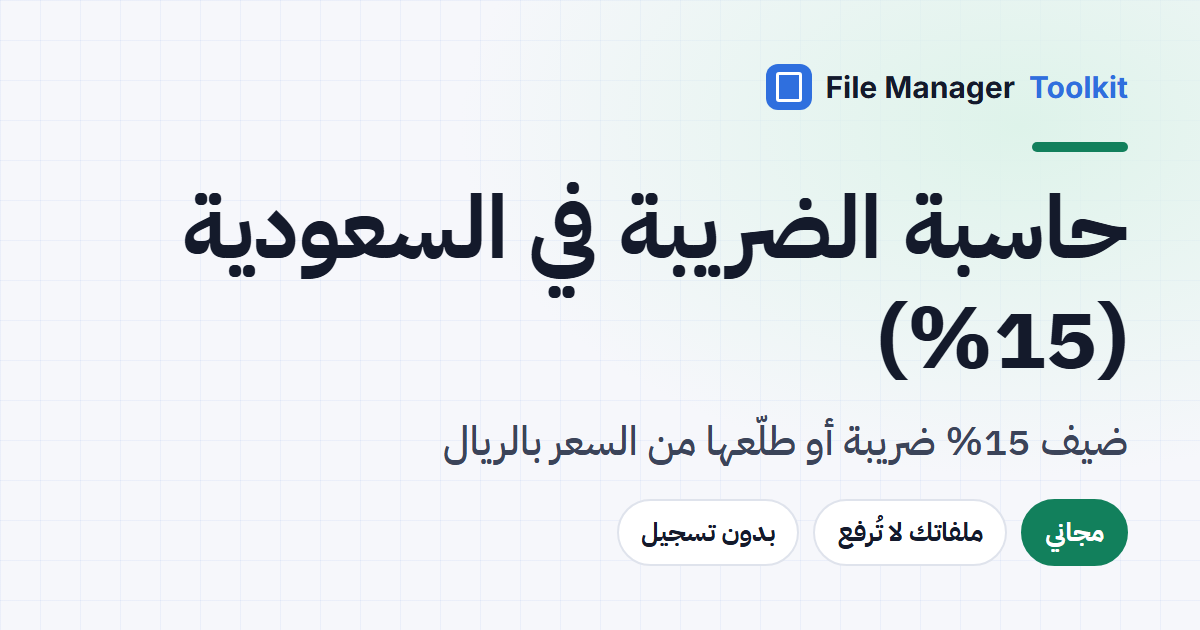 File Manager Toolkit
حاسبة الضريبة في السعودية
(15%)
ضيف 15% ضريبة أو طلّعها من السعر بالريال
مجاني
ملفاتك لا تُرفع
بدون تسجيل